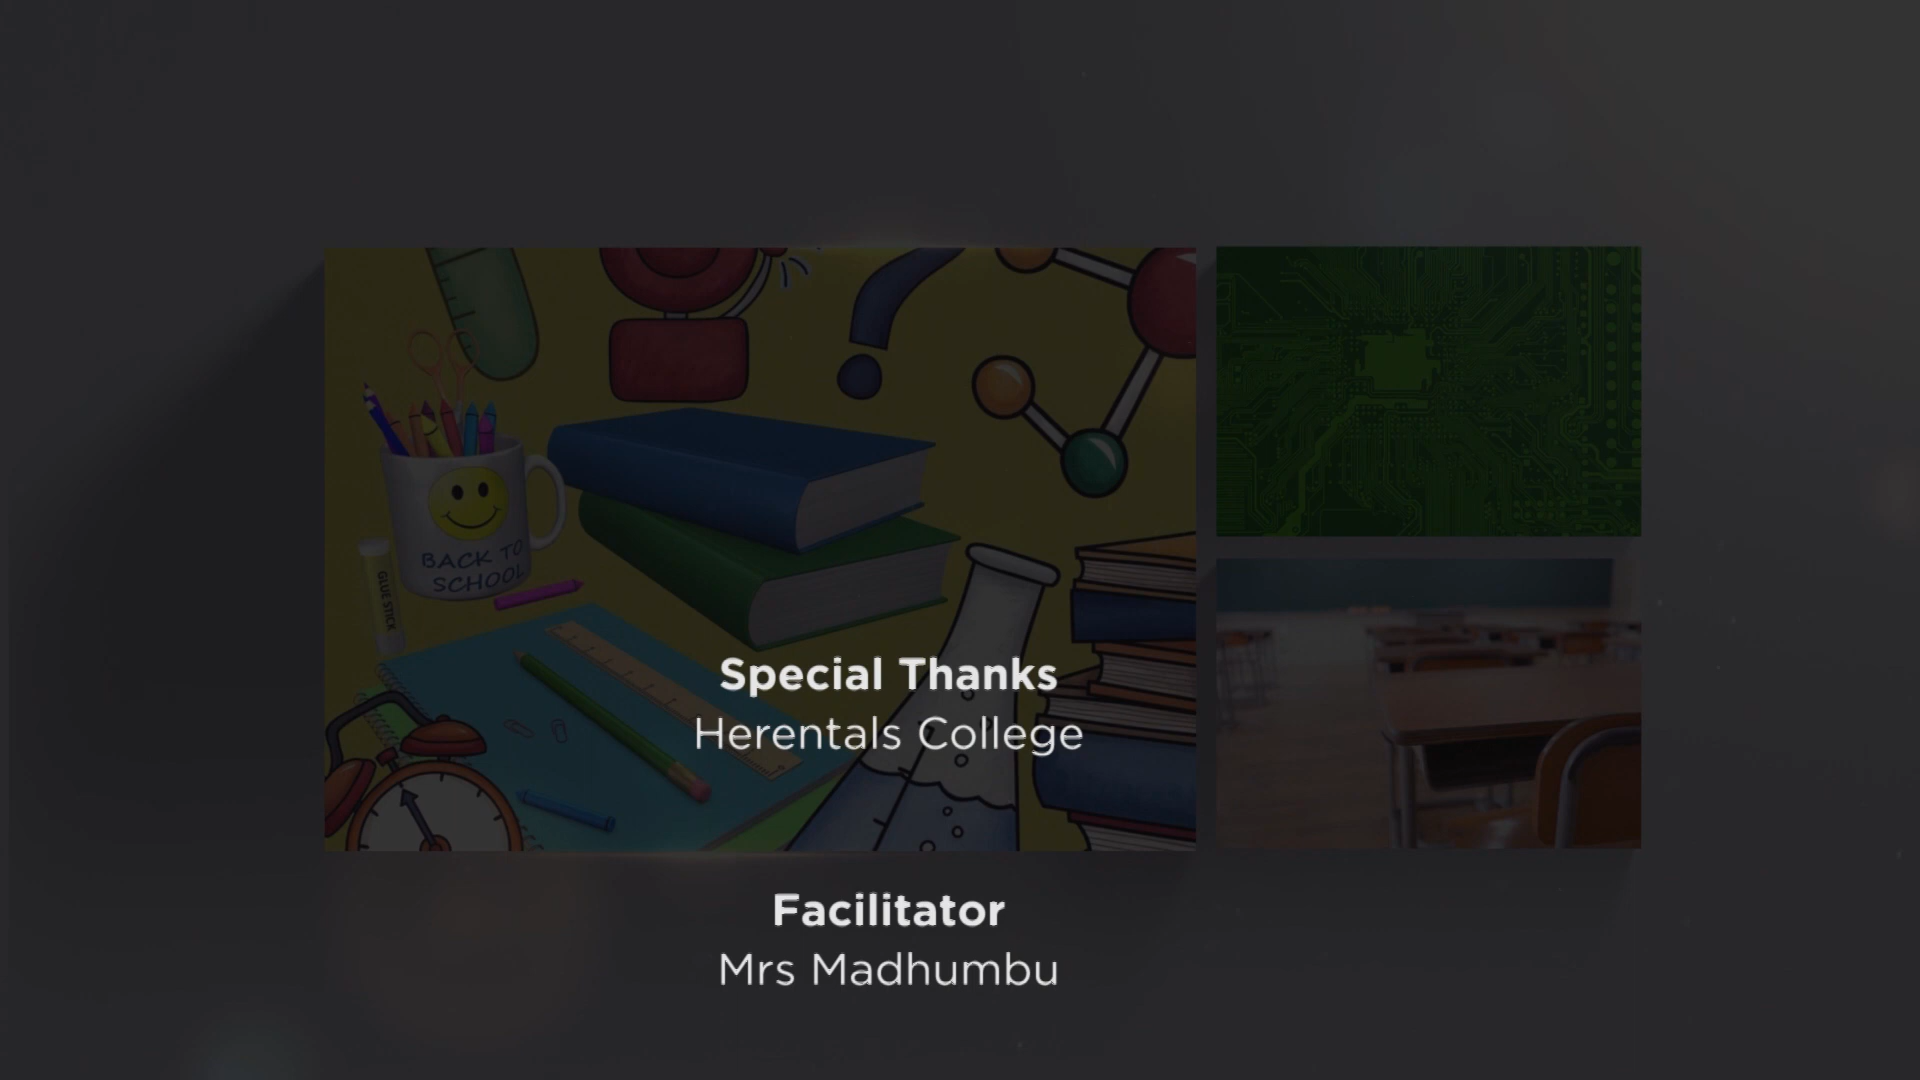 BACK TO
SCHOOL
GLUE STICK
Special Thanks
Herentals College
Facilitator
Mrs Madhumbu